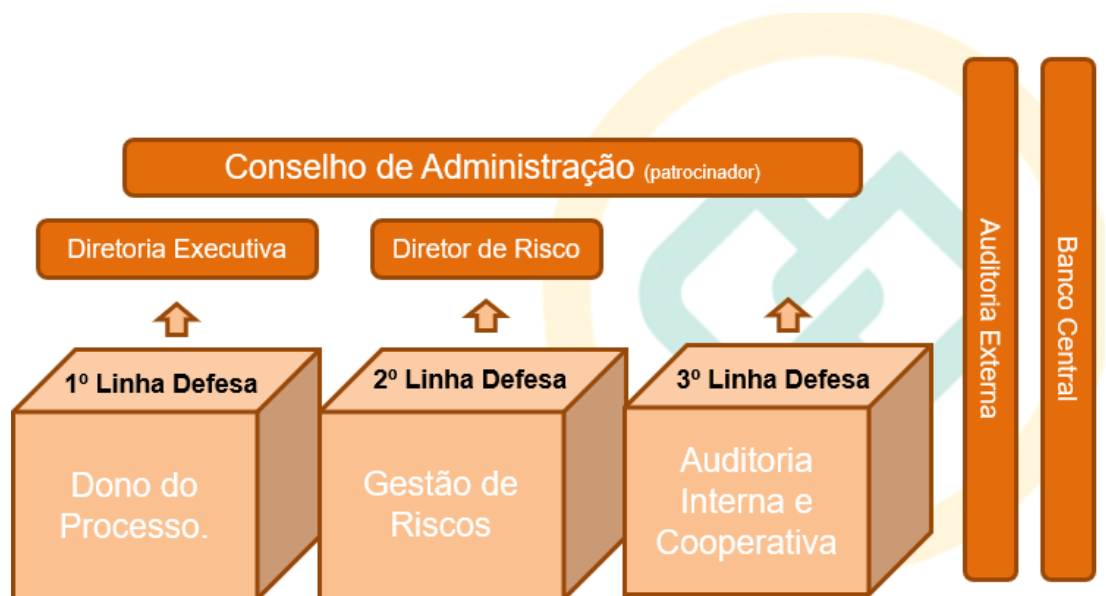 Conselho de Administração (patrocinador)
Diretoria Executiva
Diretor de Risco
1º Linha Defesa
2º Linha Defesa
3º Linha Defesa
Dono do
Processo.
Gestão de
Riscos
Auditoria
Interna e
Cooperativa
Auditoria Externa
Banco Central